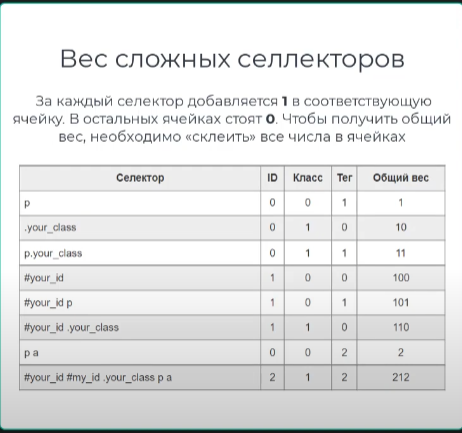 Вес сложных селлекторов
За каждый селектор добавляется 1 в соответствующую
ячейку. В остальных ячейках стоят 0. Чтобы получить общий
вес, необходимо «склеить» все числа в ячейках
Селектор ID Класс Тег Общий вес
p 0 0 1 1
.your_class 0 1 0 10
p.your_class 0 1 1 11
#your_id 1 0 0 100
#your_id p 1 0 1 101
#your_id .your_class 1 1 0 110
p a 0 0 2 2
#your_id #my_id .your_class p a 2 1 2 212